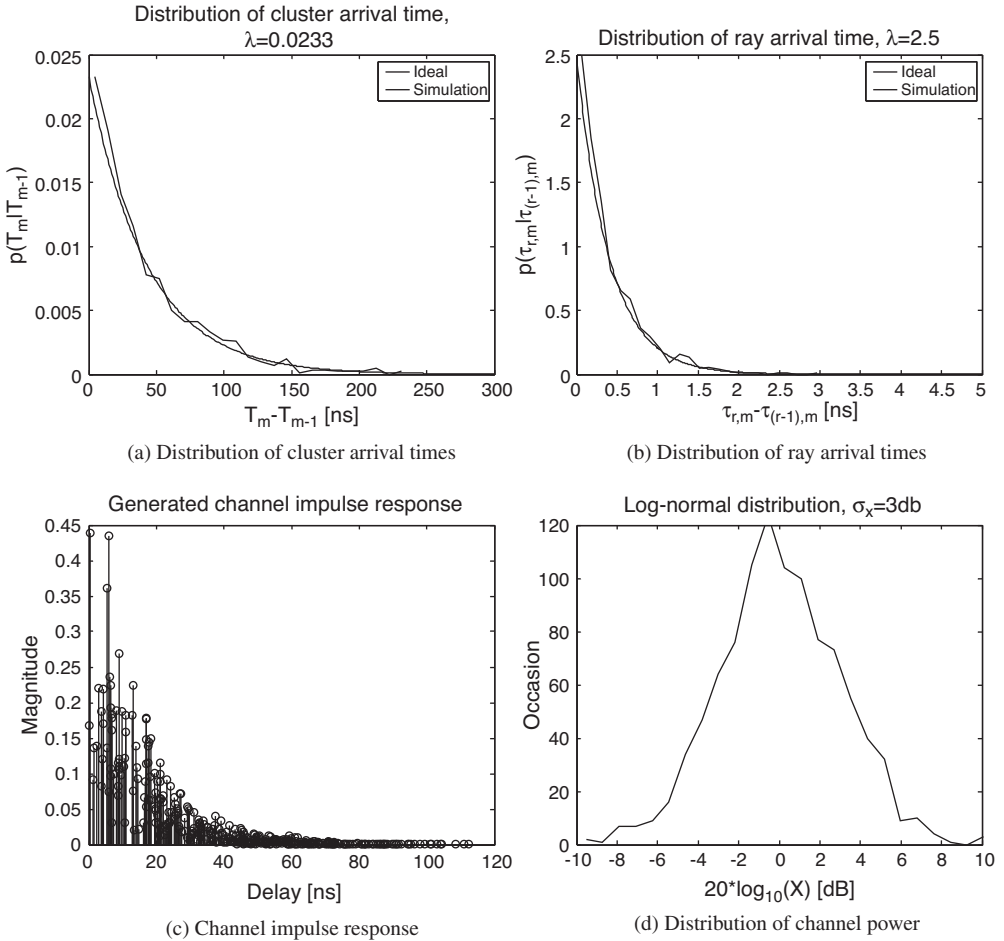 Distribution of cluster arrival time,
λ=0.0233
Ideal
Simulation
0.025
0.02
0.015
0.01
0.005
0
p(T_m|T_{m-1})
0 50 100 150 200 250 300
T_m-T_{m-1} [ns]
(a) Distribution of cluster arrival times
Distribution of ray arrival time, λ=2.5
Ideal
Simulation
2.5
2
1.5
1
0.5
0
p(τ_{r,m}|τ_{(r-1),m})
0 0.5 1 1.5 2 2.5 3 3.5 4 4.5 5
τ_{r,m}-τ_{(r-1),m} [ns]
(b) Distribution of ray arrival times
Generated channel impulse response
0.45
0.4
0.35
0.3
0.25
0.2
0.15
0.1
0.05
0
Magnitude
0 20 40 60 80 100 120
Delay [ns]
(c) Channel impulse response
Log-normal distribution, σ_x=3db
120
100
80
60
40
20
0
Occasion
-10 -8 -6 -4 -2 0 2 4 6 8 10
20*log_{10}(X) [dB]
(d) Distribution of channel power